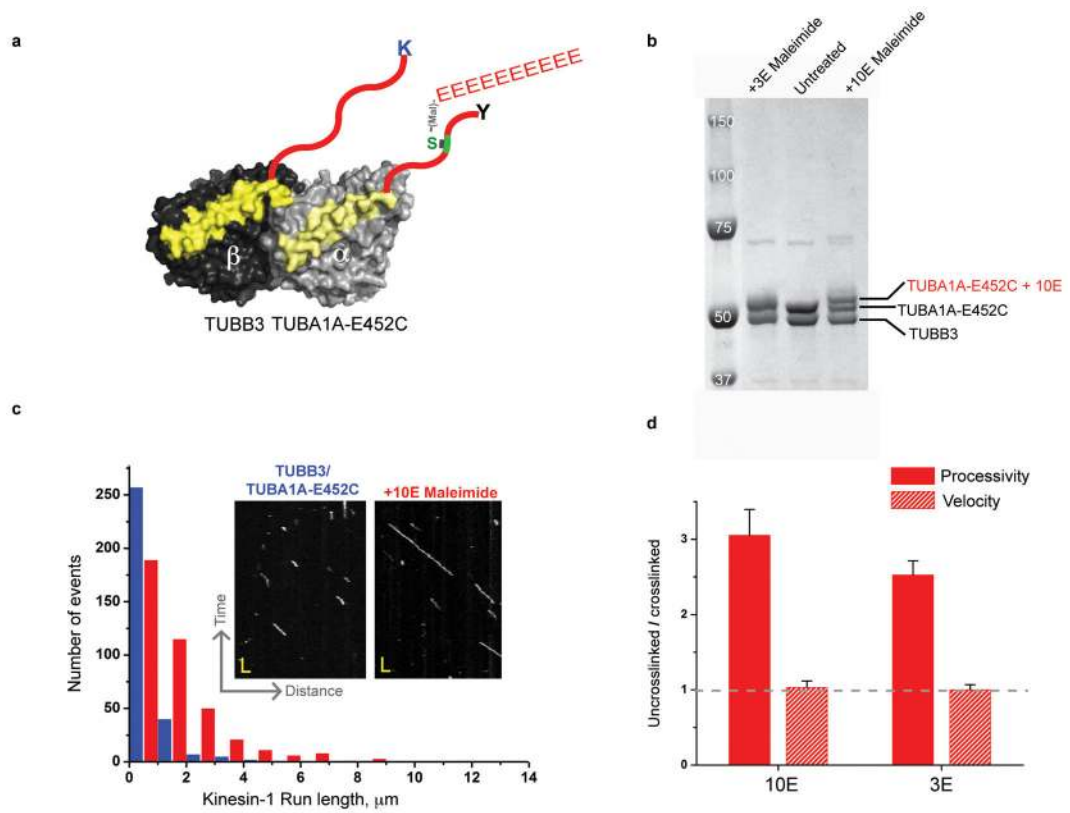 a
K
EEEEEEEEEE
~(Mal)-
S
Y
β
α
TUBB3 TUBA1A-E452C
b
+3E Maleimide
Untreated
+10E Maleimide
150
100
75
50
37
TUBA1A-E452C + 10E
TUBA1A-E452C
TUBB3
c
TUBB3/
TUBA1A-E452C
+10E Maleimide
Time
Distance
L
L
Number of events
250
200
150
100
50
0
0 2 4 6 8 10 12 14
Kinesin-1 Run length, μm
d
Processivity
Velocity
Uncrosslinked / crosslinked
3
2
1
0
10E 3E